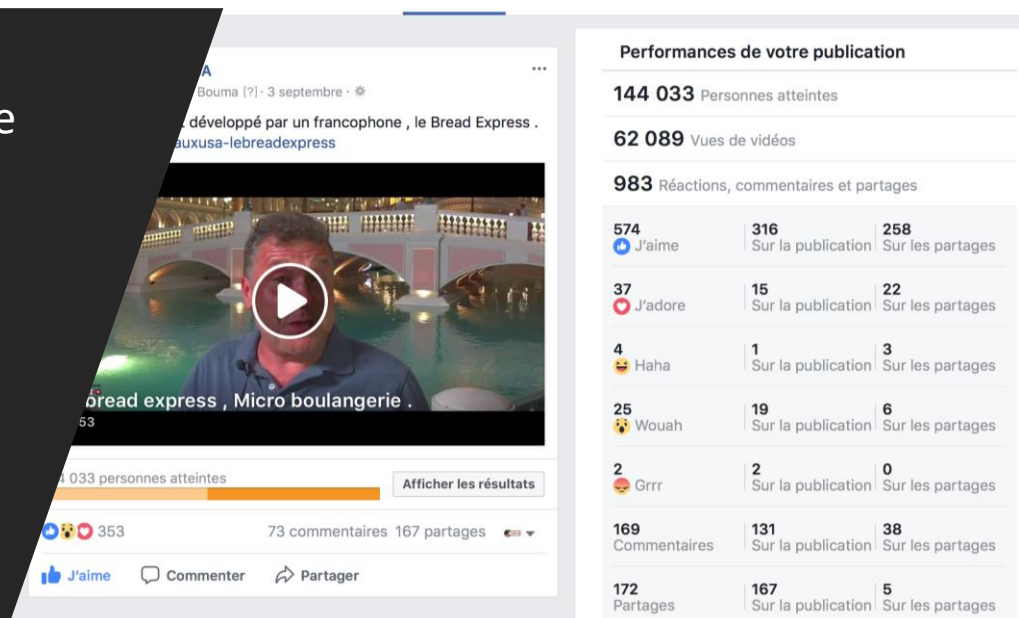 e
A
Bouma [?] · 3 septembre ·
développé par un francophone , le Bread Express .
auxusa-lebreadexpress
bread express , Micro boulangerie .
53
033 personnes atteintes
Afficher les résultats
353 73 commentaires 167 partages
J'aime Commenter Partager
Performances de votre publication
144 033 Personnes atteintes
62 089 Vues de vidéos
983 Réactions, commentaires et partages
574 316 258
J'aime Sur la publication Sur les partages
37 15 22
J'adore Sur la publication Sur les partages
4 1 3
Haha Sur la publication Sur les partages
25 19 6
Wouah Sur la publication Sur les partages
2 2 0
Grrr Sur la publication Sur les partages
169 131 38
Commentaires Sur la publication Sur les partages
172 167 5
Partages Sur la publication Sur les partages